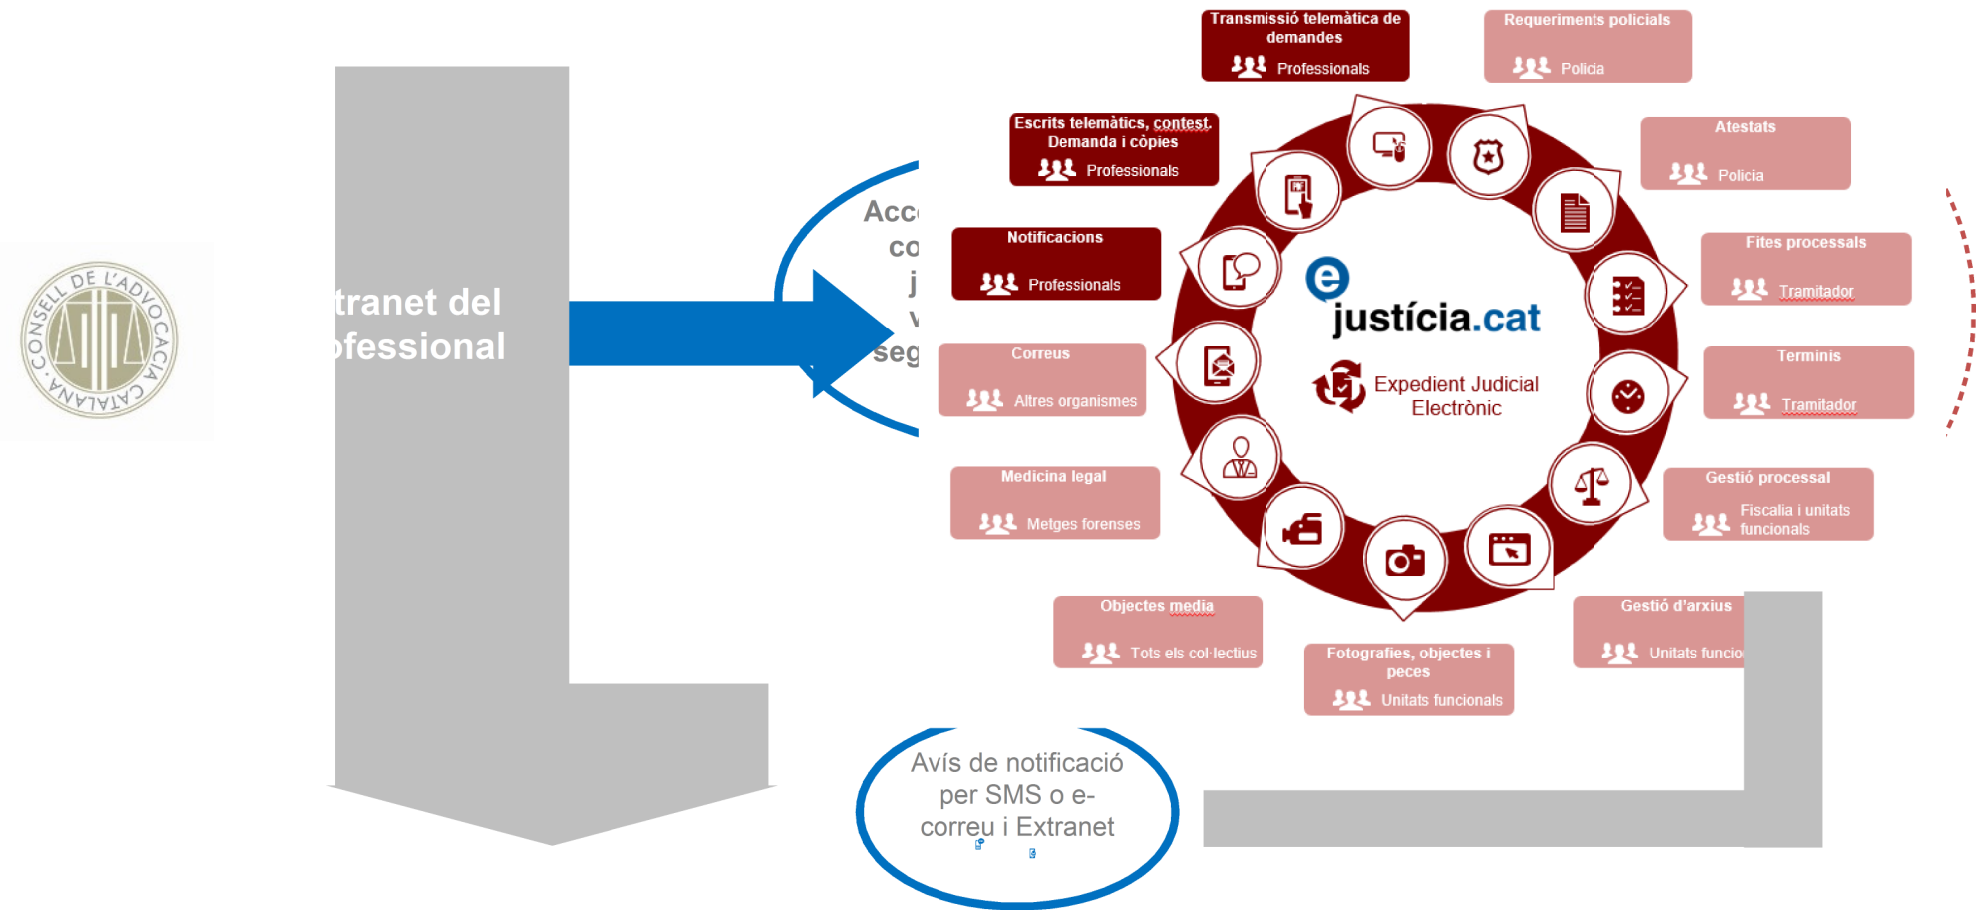 CONSELL DE L'ADVOCACIA CATALANA
tranet del
ofessional
Acc
co
j
v
seg
Transmissió telemàtica de
demandes
Professionals
Requeriments policials
Policia
Escrits telemàtics, contest.
Demanda i còpies
Professionals
Atestats
Policia
Notificacions
Professionals
Fites processals
Tramitador
e
justícia.cat
Expedient Judicial
Electrònic
Correus
Altres organismes
Terminis
Tramitador
Medicina legal
Metges forenses
Gestió processal
Fiscalia i unitats
funcionals
Objectes media
Tots els col·lectius
Fotografies, objectes i
peces
Unitats funcionals
Gestió d'arxius
Unitats funcio
Avís de notificació
per SMS o e-
correu i Extranet